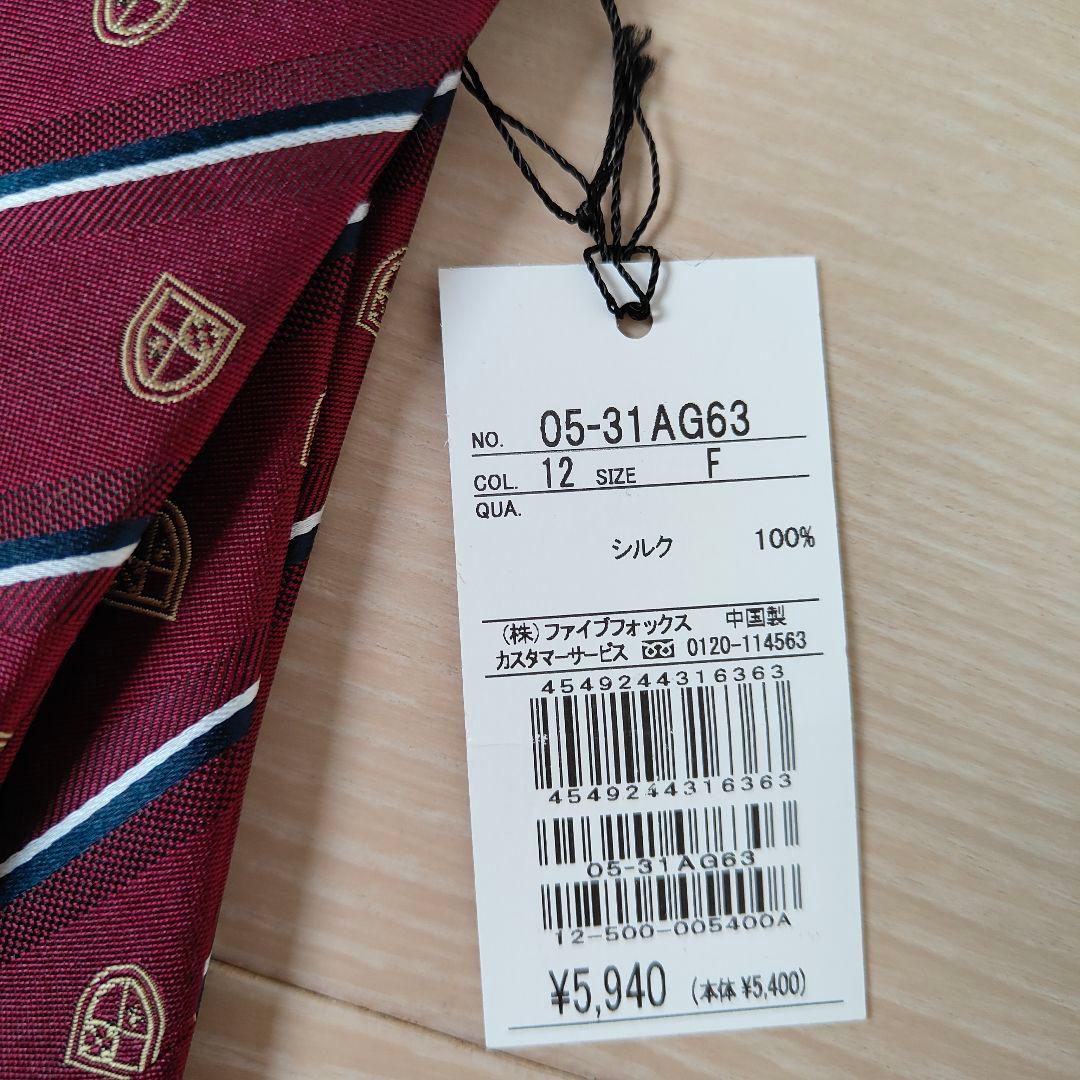 NO. 05-31AG63
COL. 12 SIZE F
QUA.
シルク 100%
(株)ファイブフォックス 中国製
カスタマーサービス 0120-114563
4549244316363
4549244316363
05-31AG63
12-500-005400A
¥5,940 (本体 ¥5,400)